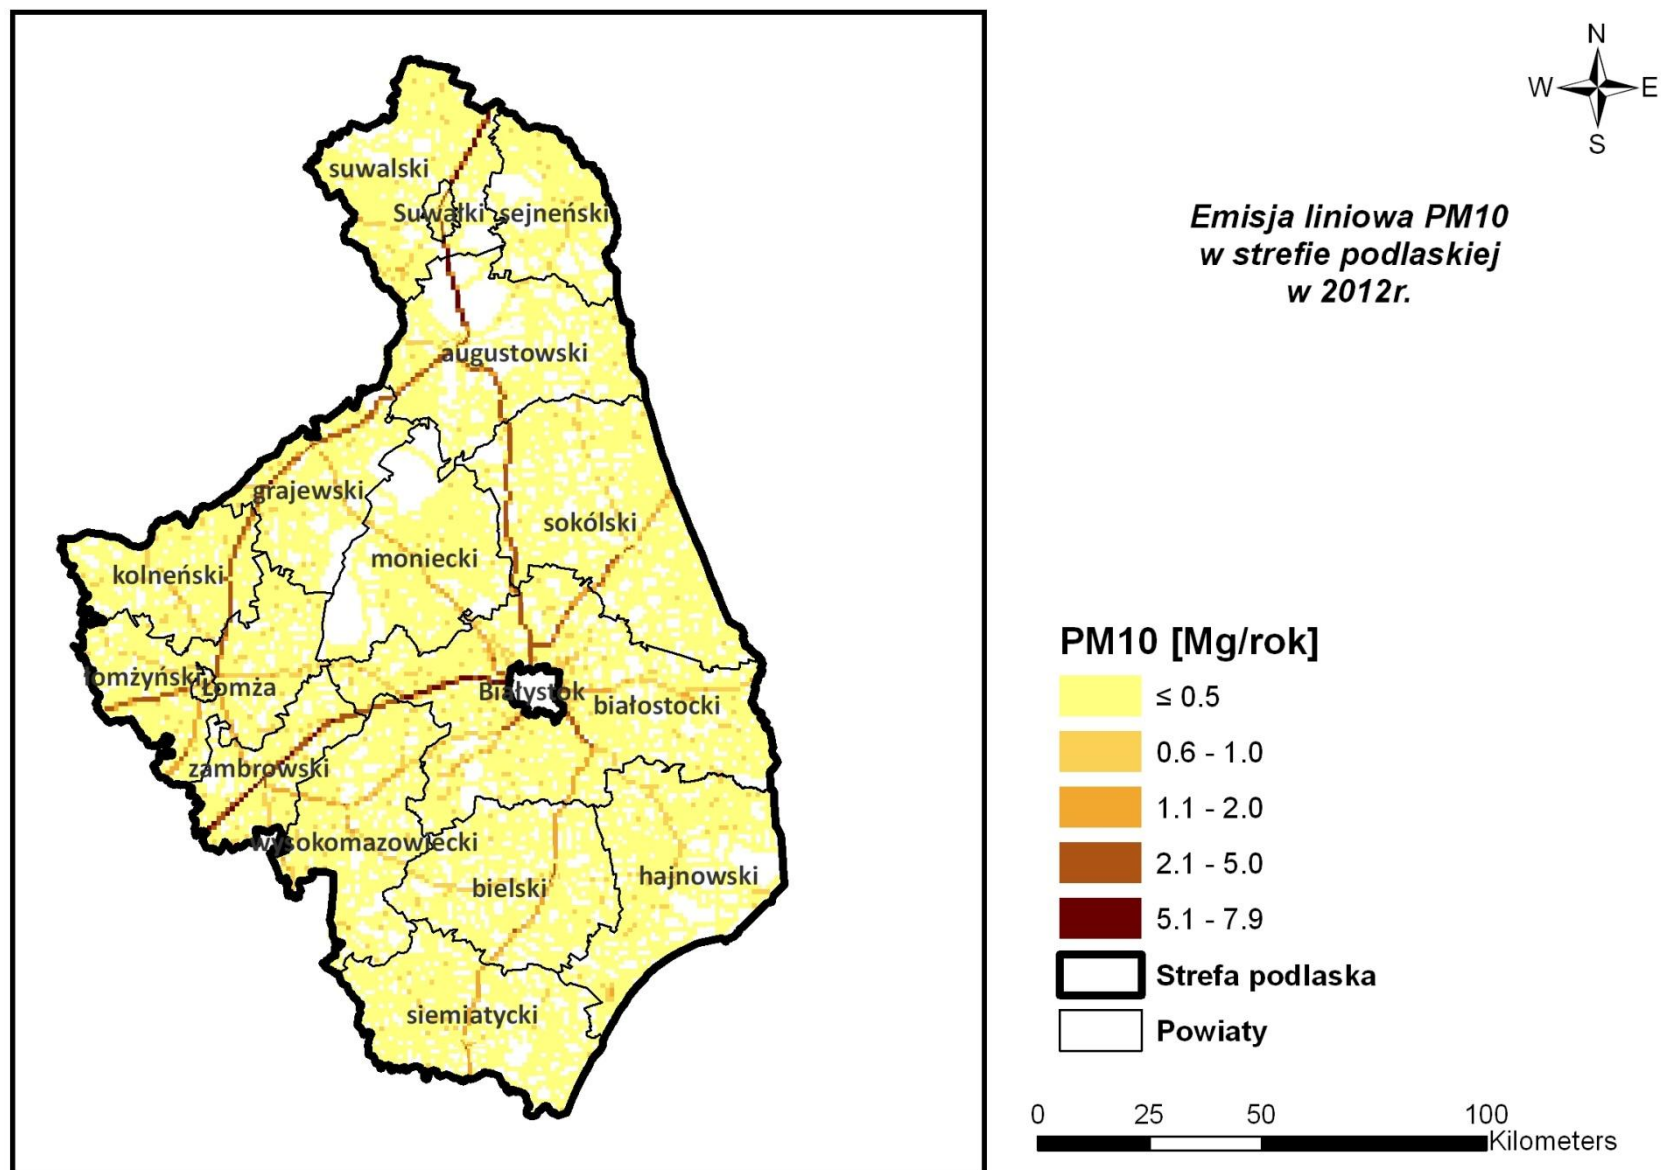 N
W E
S
Emisja liniowa PM10
w strefie podlaskiej
w 2012r.
suwalski
Suwałki sejneński
augustowski
grajewski
sokólski
moniecki
kolneński
łomżyński
Łomża
Białystok
białostocki
zambrowski
wysokomazowiecki
bielski
hajnowski
siemiatycki
PM10 [Mg/rok]
≤ 0.5
0.6 - 1.0
1.1 - 2.0
2.1 - 5.0
5.1 - 7.9
Strefa podlaska
Powiaty
0 25 50 100
Kilometers